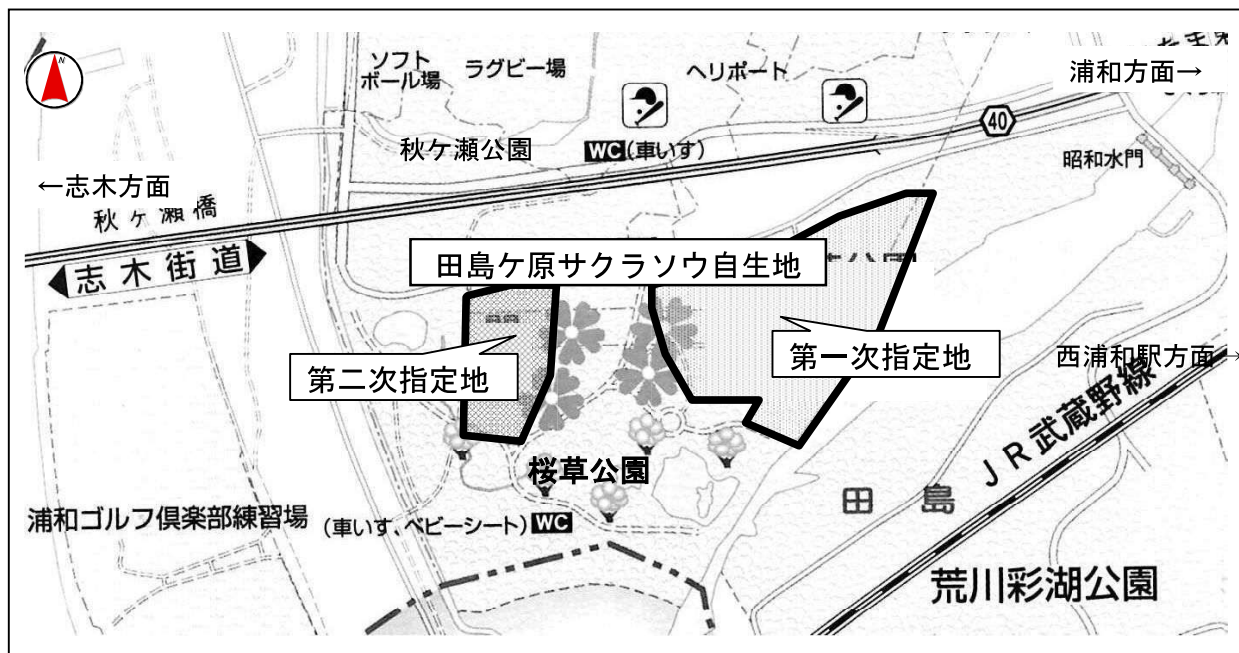 N
ソフト
ボール場
ラグビー場
ヘリポート
浦和方面→
40
秋ケ瀬公園
WC(車いす)
昭和水門
←志木方面
秋ヶ瀬橋
志木街道
田島ケ原サクラソウ自生地
第一次指定地
第二次指定地
西浦和駅方面→
JR武蔵野線
桜草公園
田島
浦和ゴルフ倶楽部練習場
(車いす、ベビーシート)WC
荒川彩湖公園